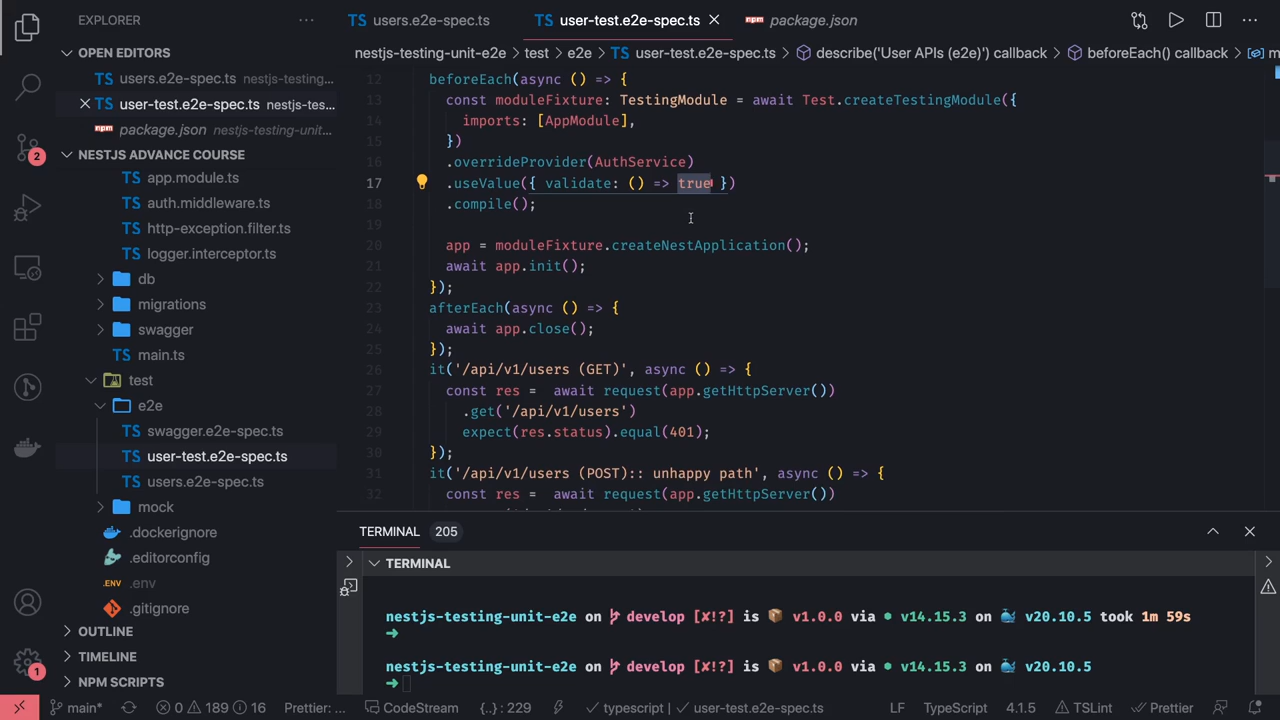 EXPLORER
···
OPEN EDITORS
TS users.e2e-spec.ts nestjs-testing...
TS user-test.e2e-spec.ts nestjs-tes...
npm package.json nestjs-testing-unit...
NESTJS ADVANCE COURSE
TS app.module.ts
TS auth.middleware.ts
TS http-exception.filter.ts
TS logger.interceptor.ts
db
migrations
swagger
TS main.ts
test
e2e
TS swagger.e2e-spec.ts
TS user-test.e2e-spec.ts
TS users.e2e-spec.ts
mock
.dockerignore
.editorconfig
.ENV .env
.gitignore
OUTLINE
TIMELINE
NPM SCRIPTS
2
1
TS users.e2e-spec.ts
TS user-test.e2e-spec.ts
npm package.json
nestjs-testing-unit-e2e > test > e2e > TS user-test.e2e-spec.ts > describe('User APIs (e2e)') callback > beforeEach() callback > m
12 beforeEach(async () => {
13 const moduleFixture: TestingModule = await Test.createTestingModule({
14 imports: [AppModule],
15 })
16 .overrideProvider(AuthService)
17 .useValue({ validate: () => true })
18 .compile();
19
20 app = moduleFixture.createNestApplication();
21 await app.init();
22 });
23 afterEach(async () => {
24 await app.close();
25 });
26 it('/api/v1/users (GET)', async () => {
27 const res = await request(app.getHttpServer())
28 .get('/api/v1/users')
29 expect(res.status).equal(401);
30 });
31 it('/api/v1/users (POST):: unhappy path', async () => {
32 const res = await request(app.getHttpServer())
TERMINAL 205
TERMINAL
nestjs-testing-unit-e2e on develop [✘!?] is 📦 v1.0.0 via ● v14.15.3 on 🐳 v20.10.5 took 1m 59s
➜
nestjs-testing-unit-e2e on develop [✘!?] is 📦 v1.0.0 via ● v14.15.3 on 🐳 v20.10.5
➜
main* 0 189 16 Prettier: ... CodeStream {..} : 229 ✓ typescript | ✓ user-test.e2e-spec.ts LF TypeScript 4.1.5 TSLint Prettier